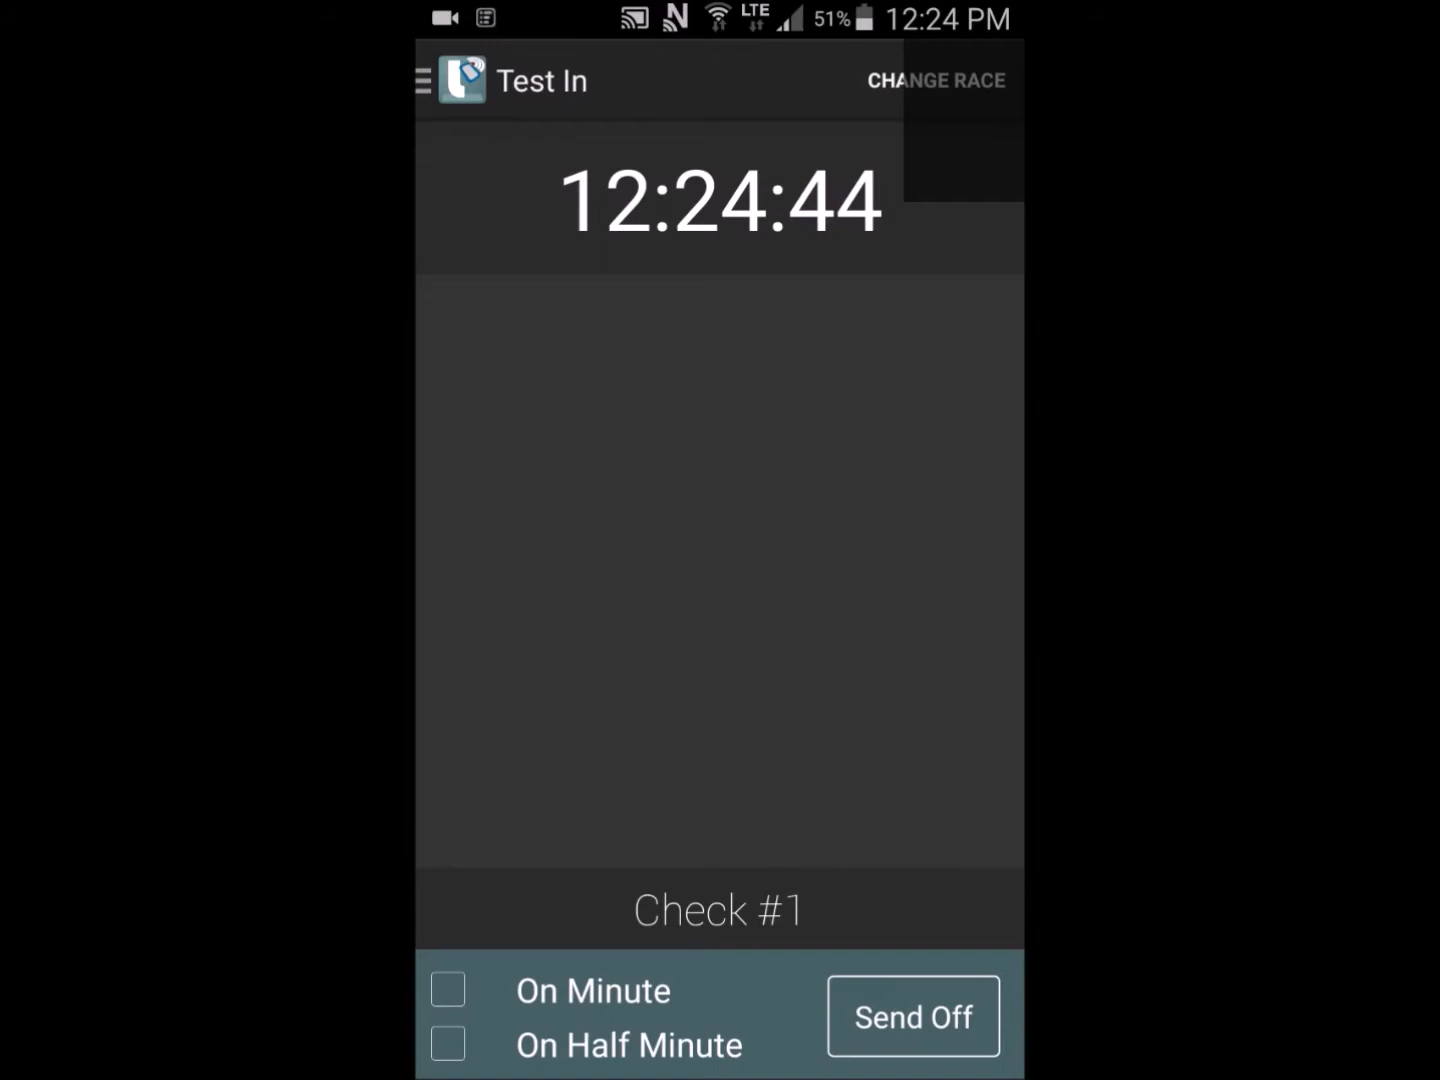 LTE 51% 12:24 PM
Test In CHANGE RACE
12:24:44
Check #1
On Minute
Send Off
On Half Minute